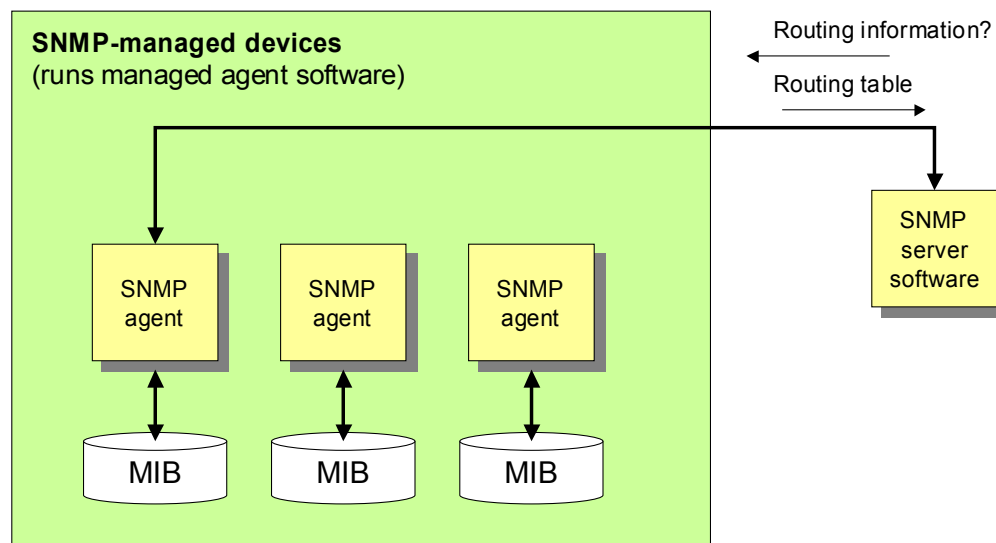 SNMP-managed devices
(runs managed agent software)
Routing information?
Routing table
SNMP
server
software
SNMP
agent
SNMP
agent
SNMP
agent
MIB
MIB
MIB